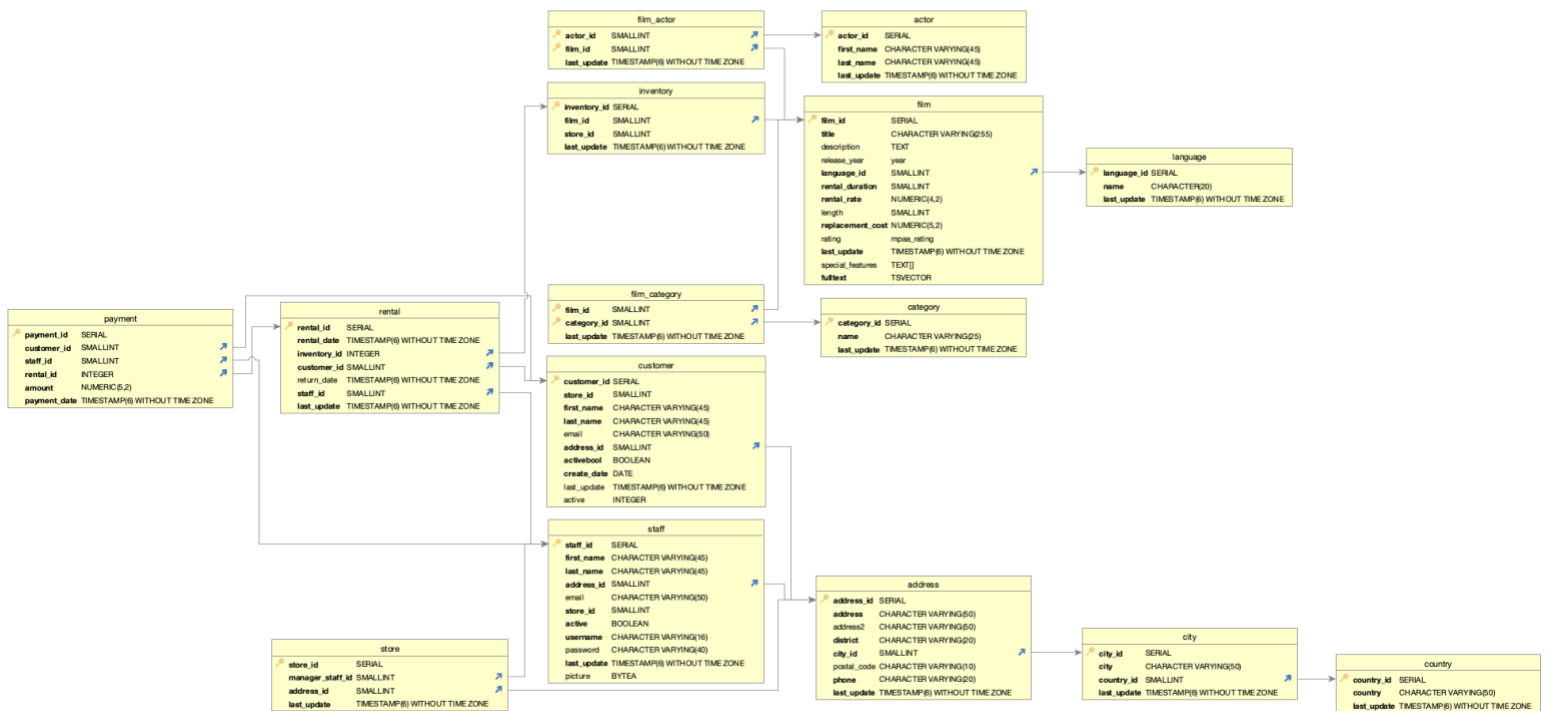 film_actor
actor_id SMALLINT
film_id SMALLINT
last_update TIMESTAMP(6) WITHOUT TIME ZONE
actor
actor_id SERIAL
first_name CHARACTER VARYING(45)
last_name CHARACTER VARYING(45)
last_update TIMESTAMP(6) WITHOUT TIME ZONE
inventory
inventory_id SERIAL
film_id SMALLINT
store_id SMALLINT
last_update TIMESTAMP(6) WITHOUT TIME ZONE
film
film_id SERIAL
title CHARACTER VARYING(255)
description TEXT
release_year year
language_id SMALLINT
rental_duration SMALLINT
rental_rate NUMERIC(4,2)
length SMALLINT
replacement_cost NUMERIC(5,2)
rating mpaa_rating
last_update TIMESTAMP(6) WITHOUT TIME ZONE
special_features TEXT[]
fulltext TSVECTOR
language
language_id SERIAL
name CHARACTER(20)
last_update TIMESTAMP(6) WITHOUT TIME ZONE
film_category
film_id SMALLINT
category_id SMALLINT
last_update TIMESTAMP(6) WITHOUT TIME ZONE
category
category_id SERIAL
name CHARACTER VARYING(25)
last_update TIMESTAMP(6) WITHOUT TIME ZONE
payment
payment_id SERIAL
customer_id SMALLINT
staff_id SMALLINT
rental_id INTEGER
amount NUMERIC(5,2)
payment_date TIMESTAMP(6) WITHOUT TIME ZONE
rental
rental_id SERIAL
rental_date TIMESTAMP(6) WITHOUT TIME ZONE
inventory_id INTEGER
customer_id SMALLINT
return_date TIMESTAMP(6) WITHOUT TIME ZONE
staff_id SMALLINT
last_update TIMESTAMP(6) WITHOUT TIME ZONE
customer
customer_id SERIAL
store_id SMALLINT
first_name CHARACTER VARYING(45)
last_name CHARACTER VARYING(45)
email CHARACTER VARYING(50)
address_id SMALLINT
activebool BOOLEAN
create_date DATE
last_update TIMESTAMP(6) WITHOUT TIME ZONE
active INTEGER
staff
staff_id SERIAL
first_name CHARACTER VARYING(45)
last_name CHARACTER VARYING(45)
address_id SMALLINT
email CHARACTER VARYING(50)
store_id SMALLINT
active BOOLEAN
username CHARACTER VARYING(16)
password CHARACTER VARYING(40)
last_update TIMESTAMP(6) WITHOUT TIME ZONE
picture BYTEA
store
store_id SERIAL
manager_staff_id SMALLINT
address_id SMALLINT
last_update TIMESTAMP(6) WITHOUT TIME ZONE
address
address_id SERIAL
address CHARACTER VARYING(50)
address2 CHARACTER VARYING(50)
district CHARACTER VARYING(20)
city_id SMALLINT
postal_code CHARACTER VARYING(10)
phone CHARACTER VARYING(20)
last_update TIMESTAMP(6) WITHOUT TIME ZONE
city
city_id SERIAL
city CHARACTER VARYING(50)
country_id SMALLINT
last_update TIMESTAMP(6) WITHOUT TIME ZONE
country
country_id SERIAL
country CHARACTER VARYING(50)
last_update TIMESTAMP(6) WITHOUT TIME ZONE